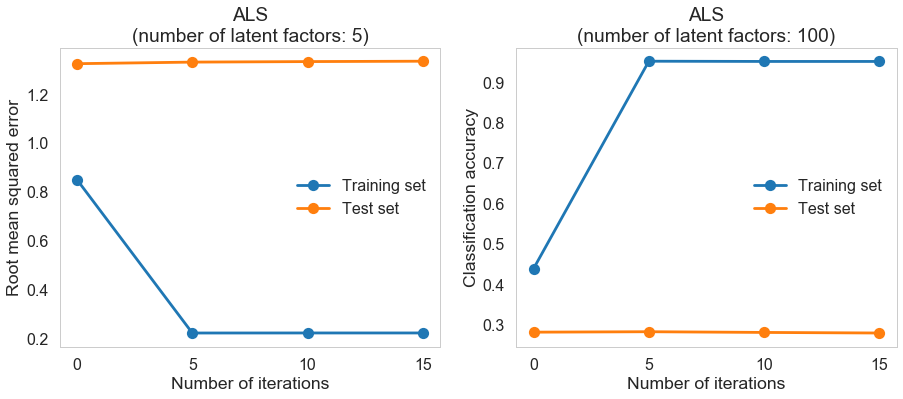 ALS
(number of latent factors: 5)
Root mean squared error
1.2
1.0
0.8
0.6
0.4
0.2
Training set
Test set
0 5 10 15
Number of iterations
ALS
(number of latent factors: 100)
Classification accuracy
0.9
0.8
0.7
0.6
0.5
0.4
0.3
Training set
Test set
0 5 10 15
Number of iterations